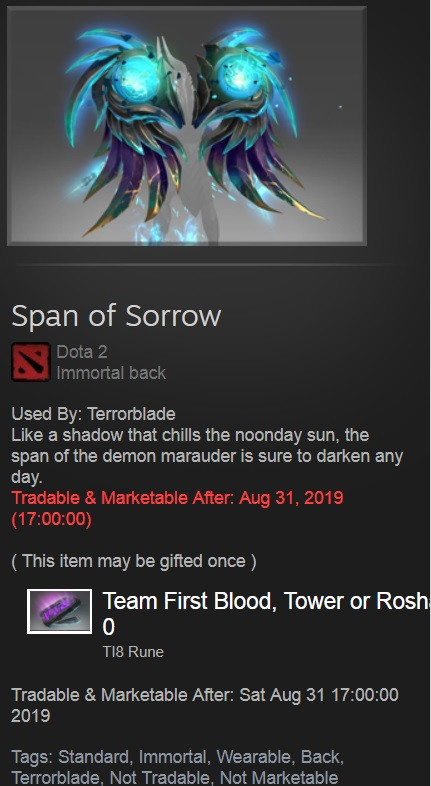 Span of Sorrow
Dota 2
Immortal back
Used By: Terrorblade
Like a shadow that chills the noonday sun, the
span of the demon marauder is sure to darken any
day.
Tradable & Marketable After: Aug 31, 2019
(17:00:00)
( This item may be gifted once )
Team First Blood, Tower or Rosh
0
TI8 Rune
Tradable & Marketable After: Sat Aug 31 17:00:00
2019
Tags: Standard, Immortal, Wearable, Back,
Terrorblade, Not Tradable, Not Marketable